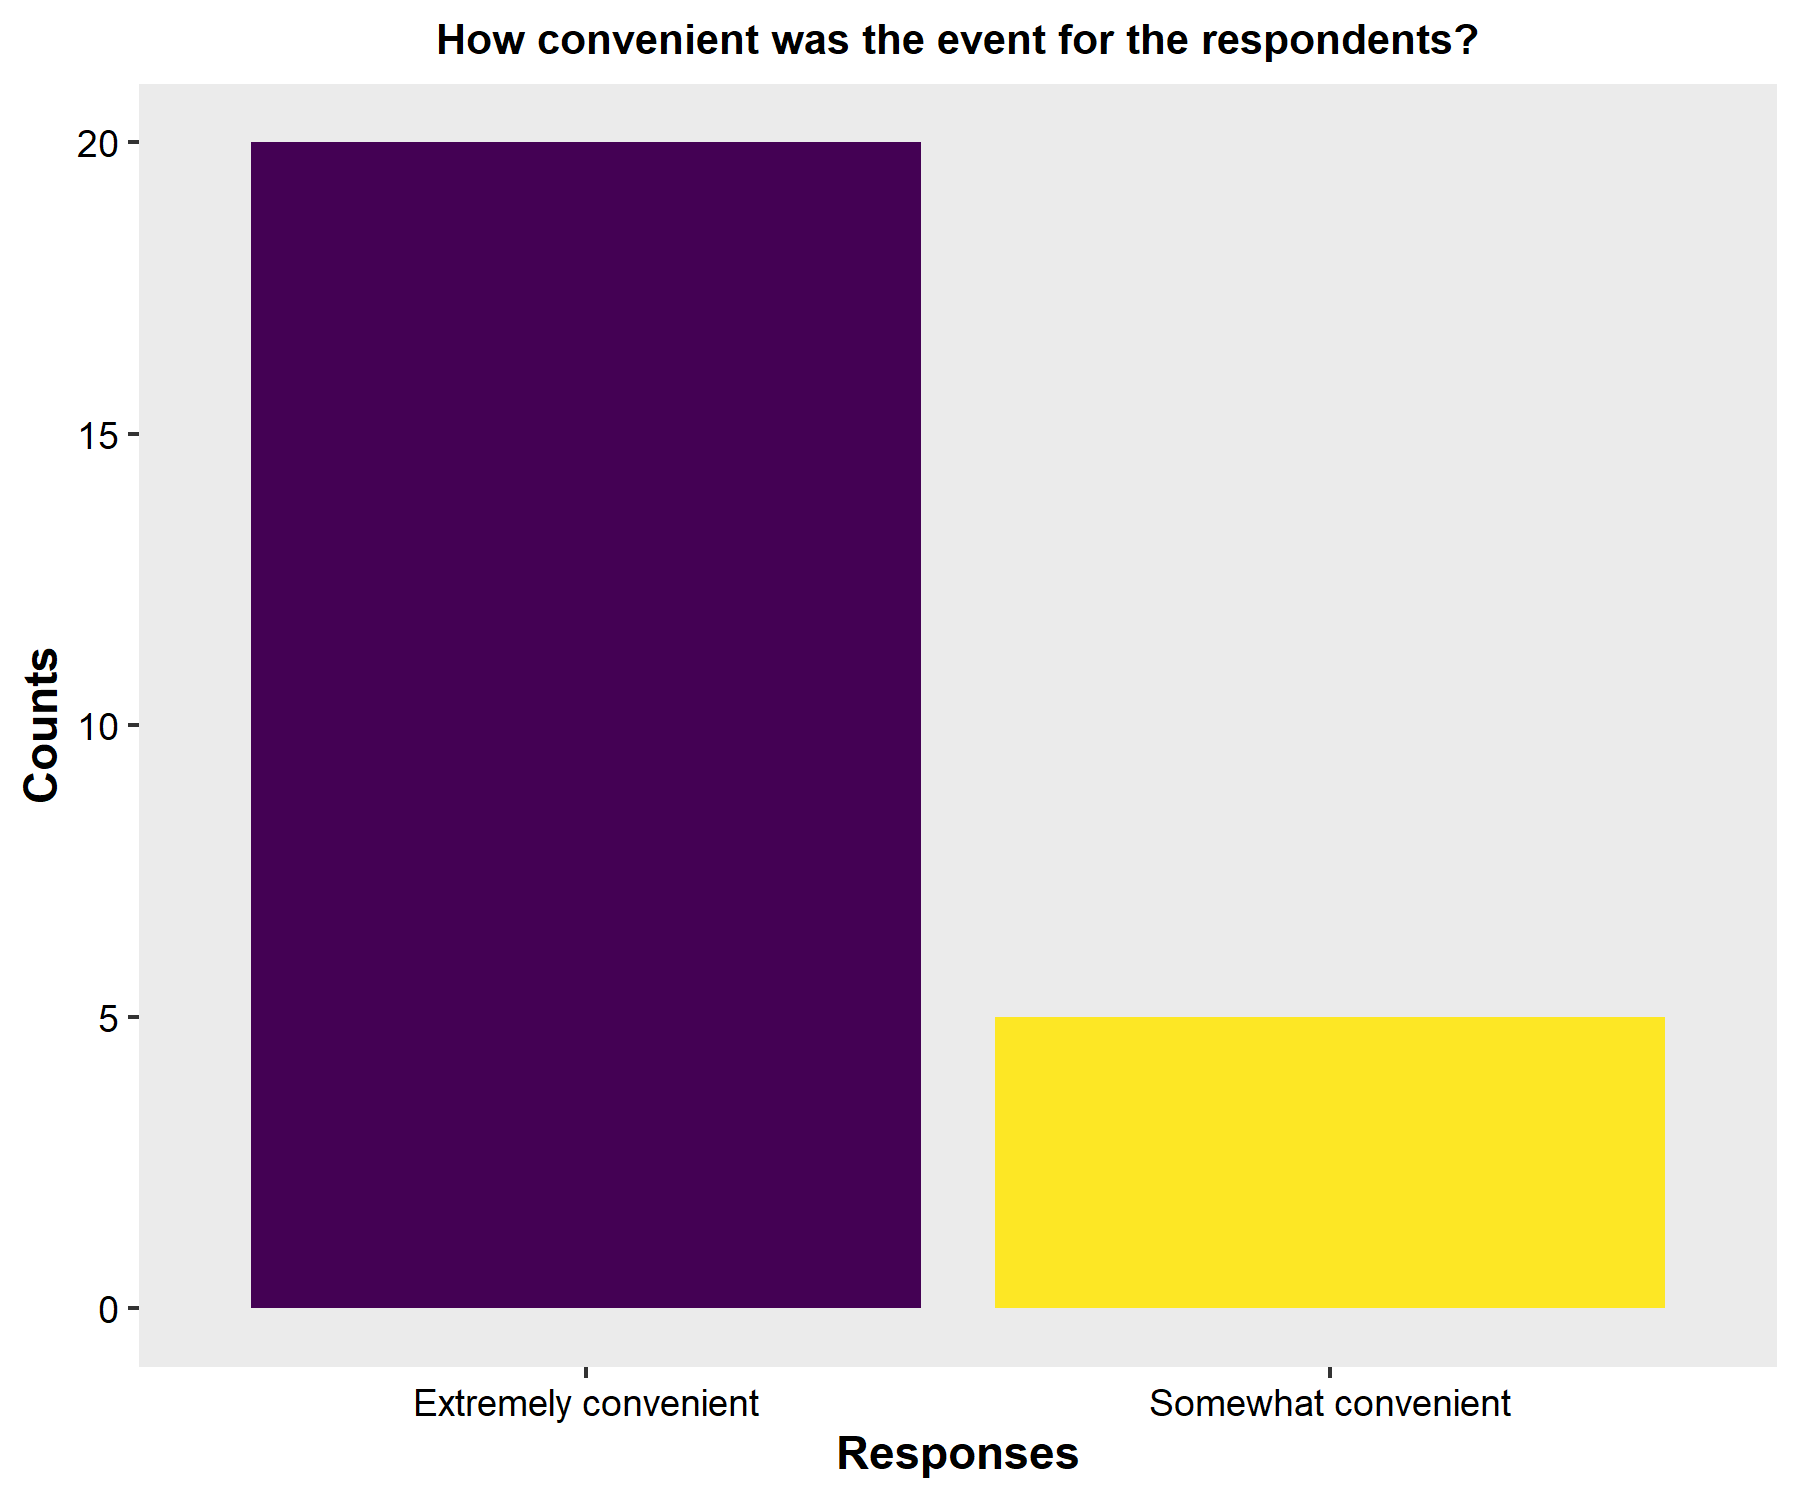 How convenient was the event for the respondents?
20
15
10
5
0
Counts
Extremely convenient
Somewhat convenient
Responses